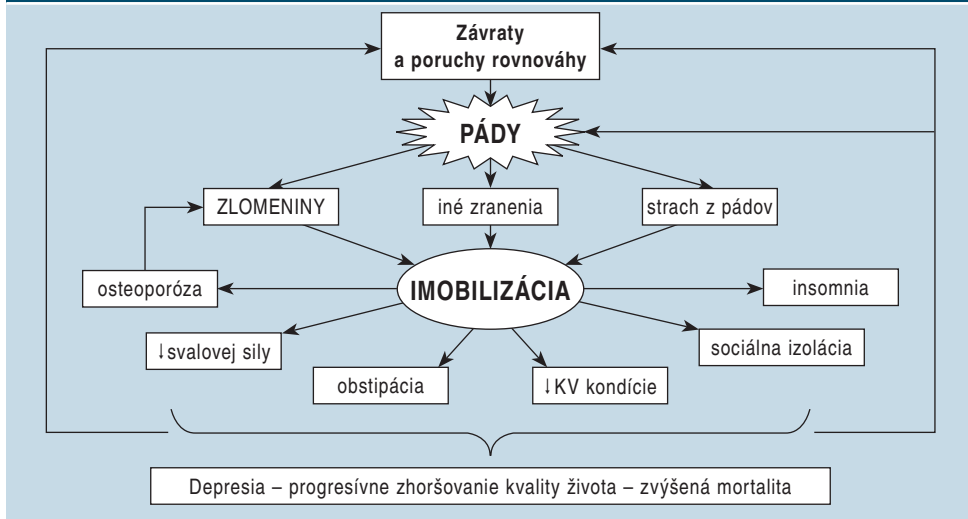 Závraty
a poruchy rovnováhy
PÁDY
ZLOMENINY
iné zranenia
strach z pádov
osteoporóza
IMOBILIZÁCIA
insomnia
↓svalovej sily
sociálna izolácia
obstipácia
↓KV kondície
Depresia – progresívne zhoršovanie kvality života – zvýšená mortalita